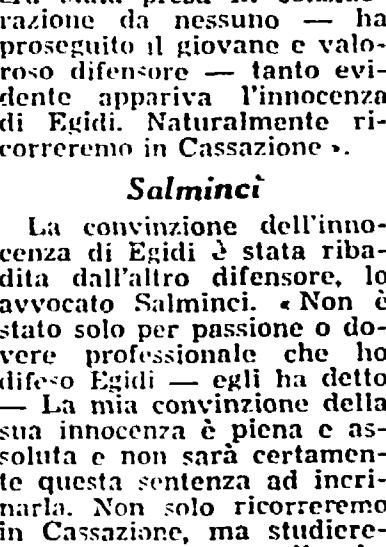 razione da nessuno — ha
proseguito il giovane e valo-
roso difensore — tanto evi-
dente appariva l'innocenza
di Egidi. Naturalmente ri-
correremo in Cassazione ».
Salminci
La convinzione dell'inno-
cenza di Egidi è stata riba-
dita dall'altro difensore, lo
avvocato Salminci. « Non è
stato solo per passione o do-
vere professionale che ho
difeso Egidi — egli ha detto
— La mia convinzione della
sua innocenza è piena e as-
soluta e non sarà certamen-
te questa sentenza ad incri-
narla. Non solo ricorreremo
in Cassazione, ma studiere-